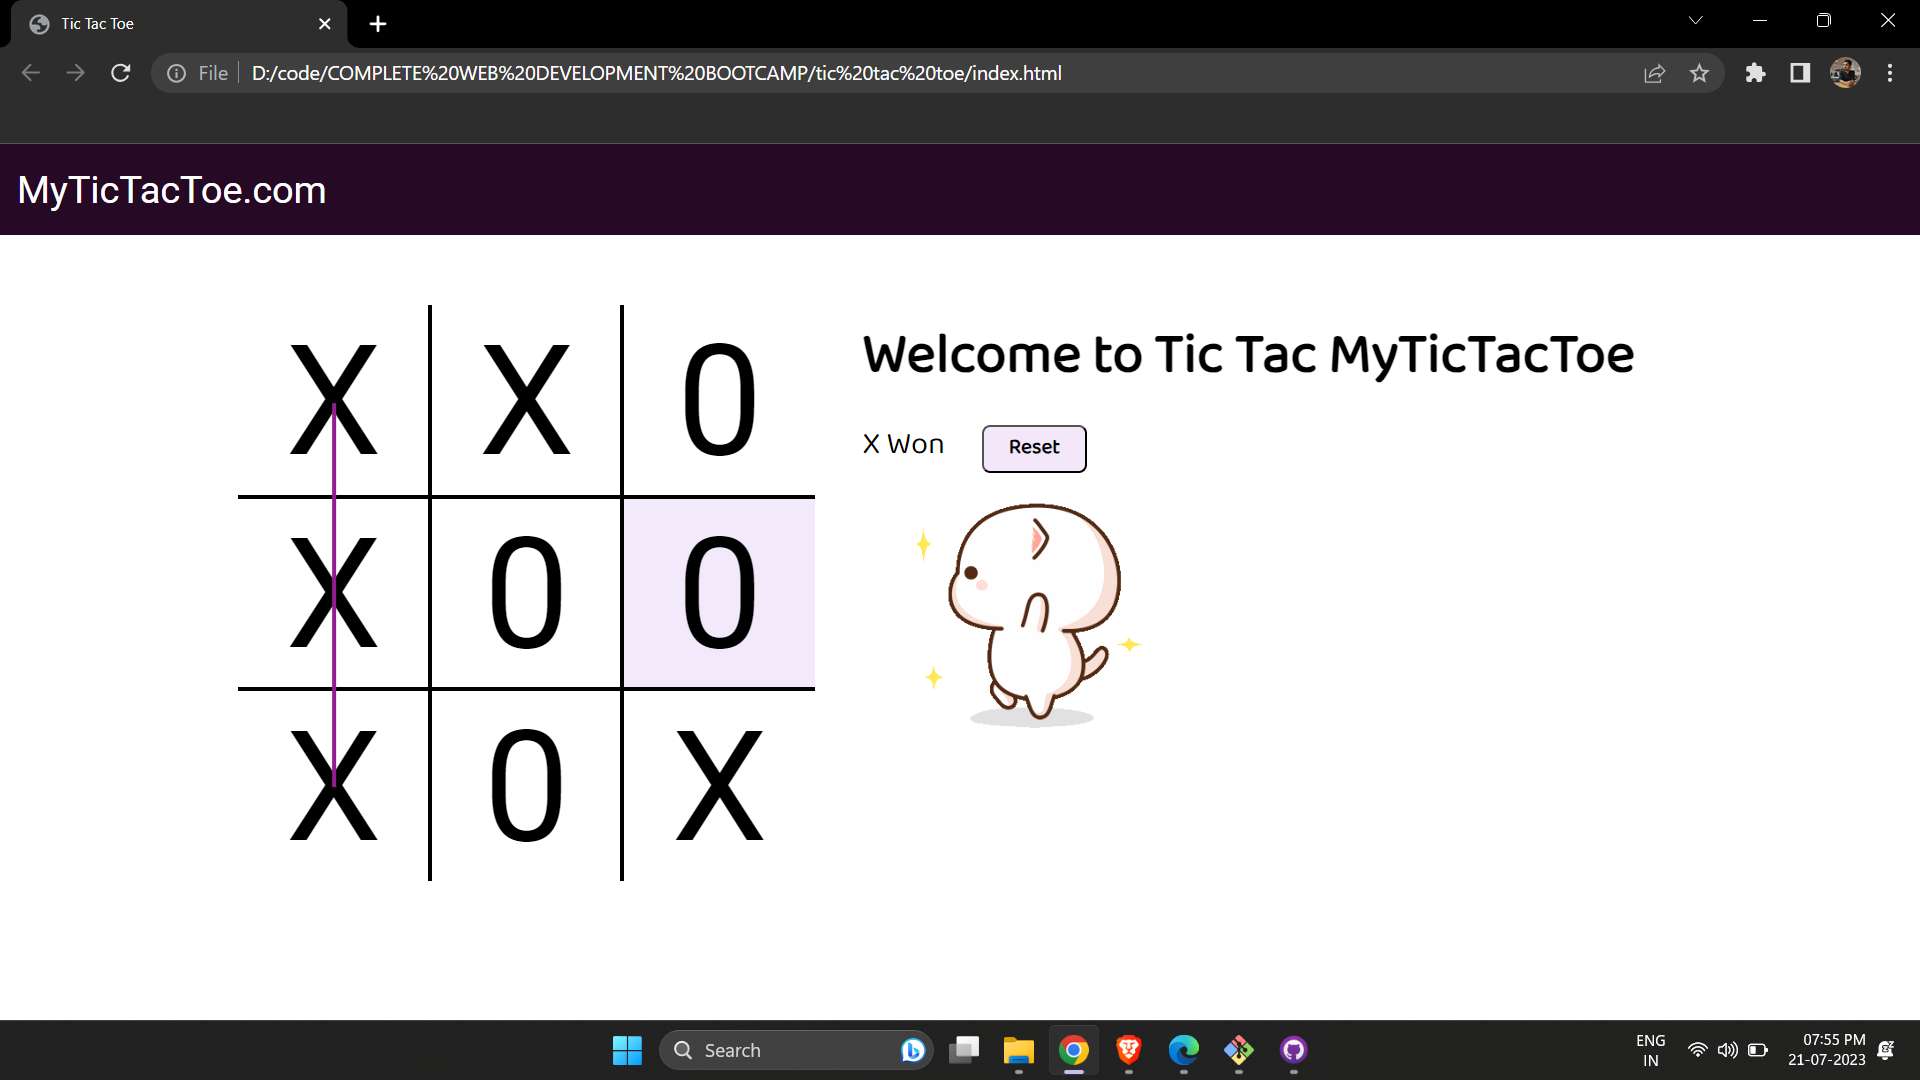 Tic Tac Toe
File D:/code/COMPLETE%20WEB%20DEVELOPMENT%20BOOTCAMP/tic%20tac%20toe/index.html
MyTicTacToe.com
X X 0
X 0 0
X 0 X
Welcome to Tic Tac MyTicTacToe
X Won Reset
Search
ENG
IN
07:55 PM
21-07-2023